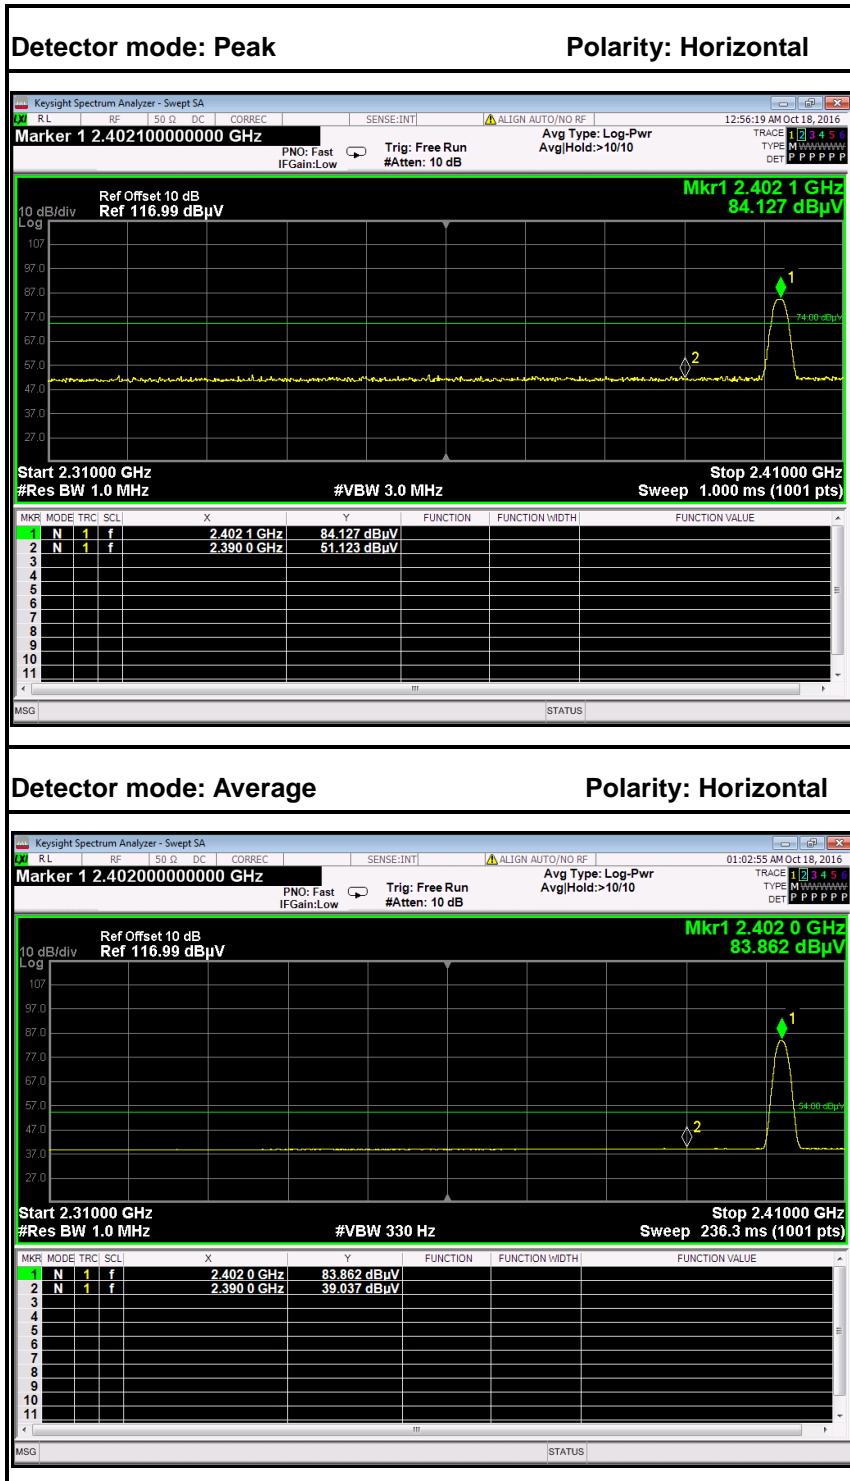 Detector mode: Peak Polarity: Horizontal
Keysight Spectrum Analyzer - Swept SA
LXI RL RF 50 Ω DC CORREC SENSE:INT ALIGN AUTO/NO RF 12:56:19 AM Oct 18, 2016
Marker 1 2.402100000000 GHz
PNO: Fast
IFGain:Low
Trig: Free Run
#Atten: 10 dB
Avg Type: Log-Pwr
Avg|Hold:>10/10
TRACE 1 2 3 4 5 6
TYPE M WWWWW
DET P P P P P P
Mkr1 2.402 1 GHz
84.127 dBµV
Ref Offset 10 dB
10 dB/div Ref 116.99 dBµV
Log
107
97.0
87.0
77.0
67.0
57.0
47.0
37.0
27.0
1
74.00 dBµV
2
Start 2.31000 GHz Stop 2.41000 GHz
#Res BW 1.0 MHz #VBW 3.0 MHz Sweep 1.000 ms (1001 pts)
MKR MODE TRC SCL X Y FUNCTION FUNCTION WIDTH FUNCTION VALUE
1 N 1 f 2.402 1 GHz 84.127 dBµV
2 N 1 f 2.390 0 GHz 51.123 dBµV
3
4
5
6
7
8
9
10
11
MSG STATUS
Detector mode: Average Polarity: Horizontal
Keysight Spectrum Analyzer - Swept SA
LXI RL RF 50 Ω DC CORREC SENSE:INT ALIGN AUTO/NO RF 01:02:55 AM Oct 18, 2016
Marker 1 2.402000000000 GHz
PNO: Fast
IFGain:Low
Trig: Free Run
#Atten: 10 dB
Avg Type: Log-Pwr
Avg|Hold:>10/10
TRACE 1 2 3 4 5 6
TYPE M WWWWW
DET P P P P P P
Mkr1 2.402 0 GHz
83.862 dBµV
Ref Offset 10 dB
10 dB/div Ref 116.99 dBµV
Log
107
97.0
87.0
77.0
67.0
57.0
47.0
37.0
27.0
1
54.00 dBµV
2
Start 2.31000 GHz Stop 2.41000 GHz
#Res BW 1.0 MHz #VBW 330 Hz Sweep 236.3 ms (1001 pts)
MKR MODE TRC SCL X Y FUNCTION FUNCTION WIDTH FUNCTION VALUE
1 N 1 f 2.402 0 GHz 83.862 dBµV
2 N 1 f 2.390 0 GHz 39.037 dBµV
3
4
5
6
7
8
9
10
11
MSG STATUS